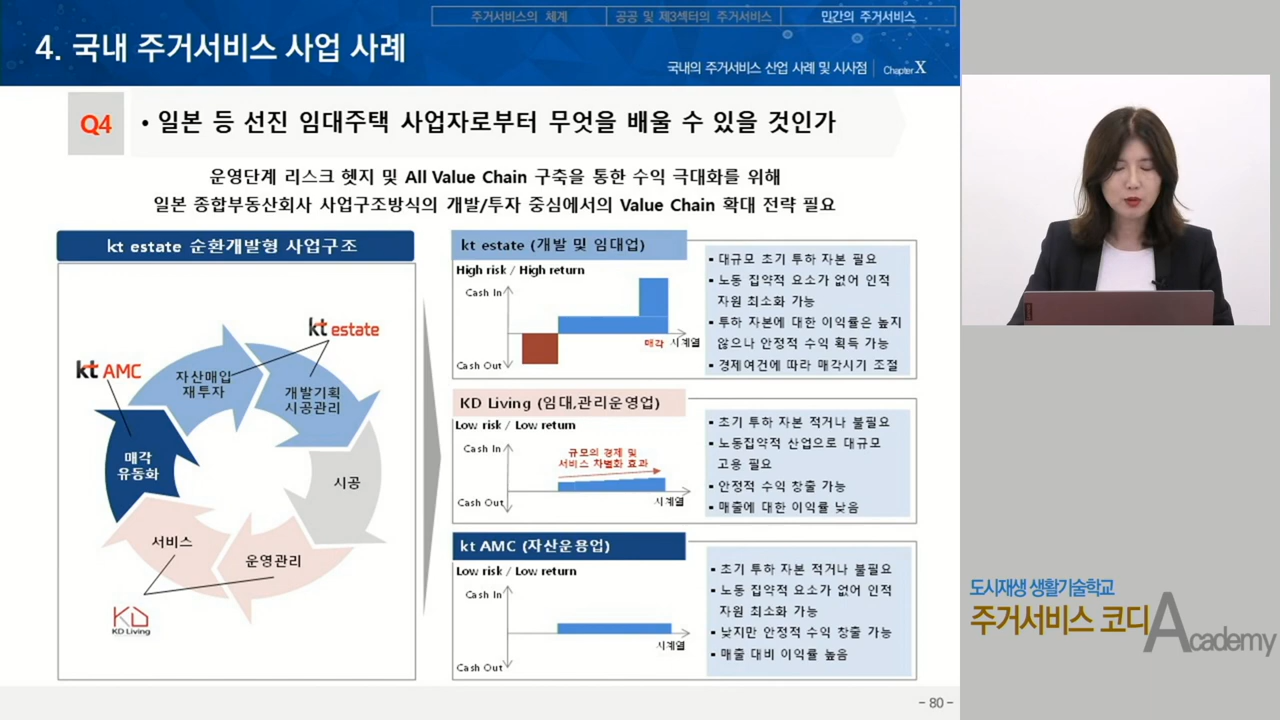 주거서비스의 체계
공공 및 제3섹터의 주거서비스
민간의 주거서비스
4. 국내 주거서비스 사업 사례
국내의 주거서비스 산업 사례 및 시사점
Chapter X
Q4
• 일본 등 선진 임대주택 사업자로부터 무엇을 배울 수 있을 것인가
운영단계 리스크 헷지 및 All Value Chain 구축을 통한 수익 극대화를 위해
일본 종합부동산회사 사업구조방식의 개발/투자 중심에서의 Value Chain 확대 전략 필요
kt estate 순환개발형 사업구조
kt estate
kt AMC
자산매입
재투자
개발기획
시공관리
매각
유동화
시공
서비스
운영관리
KD Living
kt estate (개발 및 임대업)
High risk / High return
Cash In
매각
시계열
Cash Out
▪ 대규모 초기 투하 자본 필요
▪ 노동 집약적 요소가 없어 인적
자원 최소화 가능
▪ 투하 자본에 대한 이익률은 높지
않으나 안정적 수익 획득 가능
▪ 경제여건에 따라 매각시기 조절
KD Living (임대,관리운영업)
Low risk / Low return
Cash In
규모의 경제 및
서비스 차별화 효과
시계열
Cash Out
▪ 초기 투하 자본 적거나 불필요
▪ 노동집약적 산업으로 대규모
고용 필요
▪ 안정적 수익 창출 가능
▪ 매출에 대한 이익률 낮음
kt AMC (자산운용업)
Low risk / Low return
Cash In
시계열
Cash Out
▪ 초기 투하 자본 적거나 불필요
▪ 노동 집약적 요소가 없어 인적
자원 최소화 가능
▪ 낮지만 안정적 수익 창출 가능
▪ 매출 대비 이익률 높음
- 80 -
도시재생 생활기술학교
주거서비스 코디 Academy